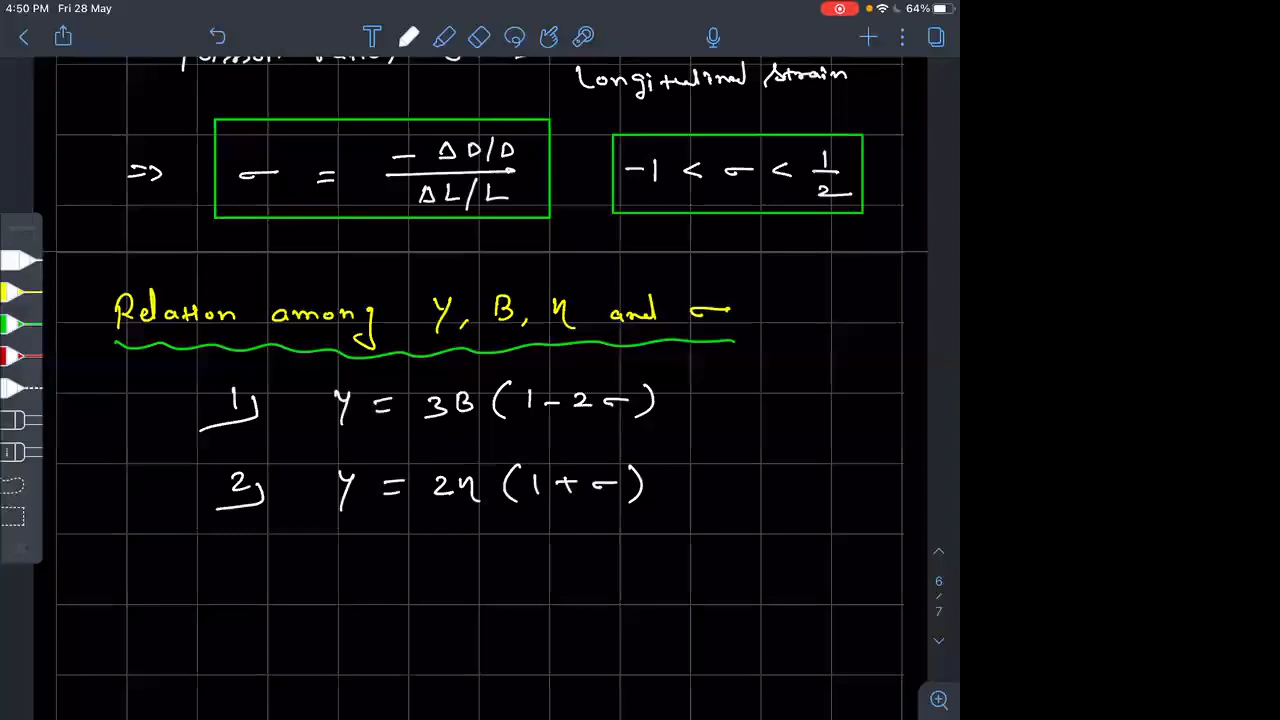 4:50 PM Fri 28 May
64%
Longitudinal strain
=> σ = - ΔD/D
ΔL/L
-1 < σ < 1/2
Relation among Y, B, η and σ
1) Y = 3B (1 - 2σ)
2) Y = 2η (1 + σ)
6
/
7